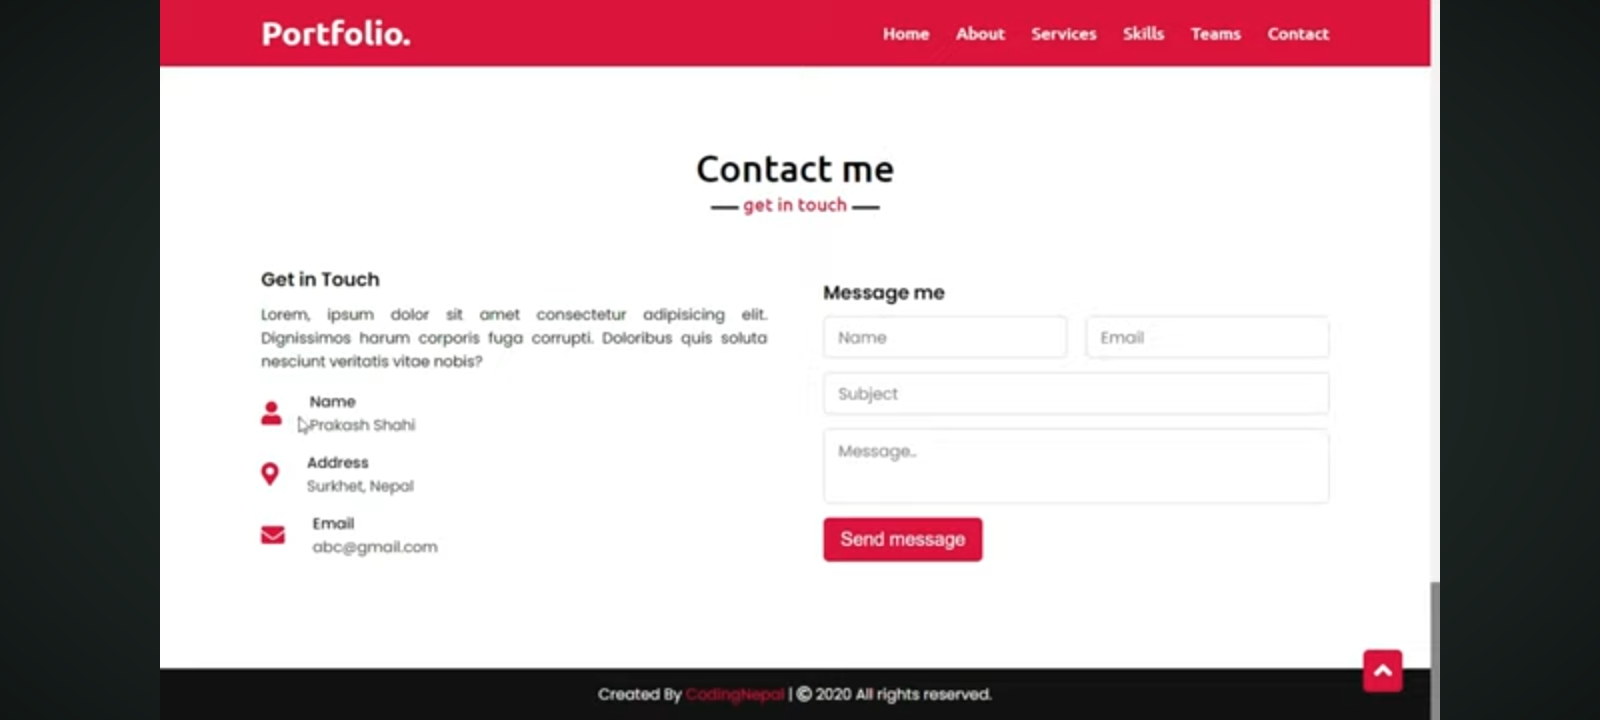 Portfolio.
Home About Services Skills Teams Contact
Contact me
get in touch
Get in Touch
Lorem, ipsum dolor sit amet consectetur adipisicing elit.
Dignissimos harum corporis fuga corrupti. Doloribus quis soluta
nesciunt veritatis vitae nobis?
Name
Prakash Shahi
Address
Surkhet, Nepal
Email
abc@gmail.com
Message me
Name Email
Subject
Message..
Send message
Created By CodingNepal | © 2020 All rights reserved.